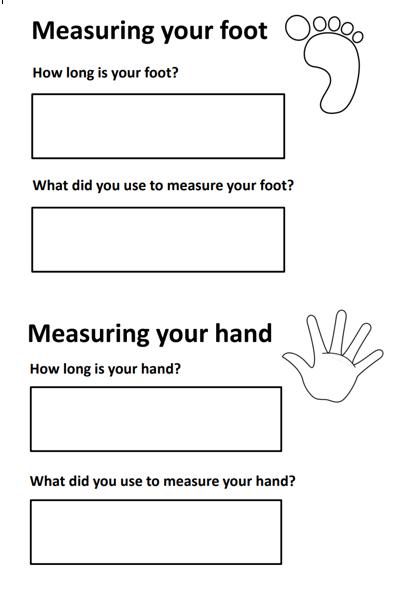 Measuring your foot
How long is your foot?
What did you use to measure your foot?
Measuring your hand
How long is your hand?
What did you use to measure your hand?